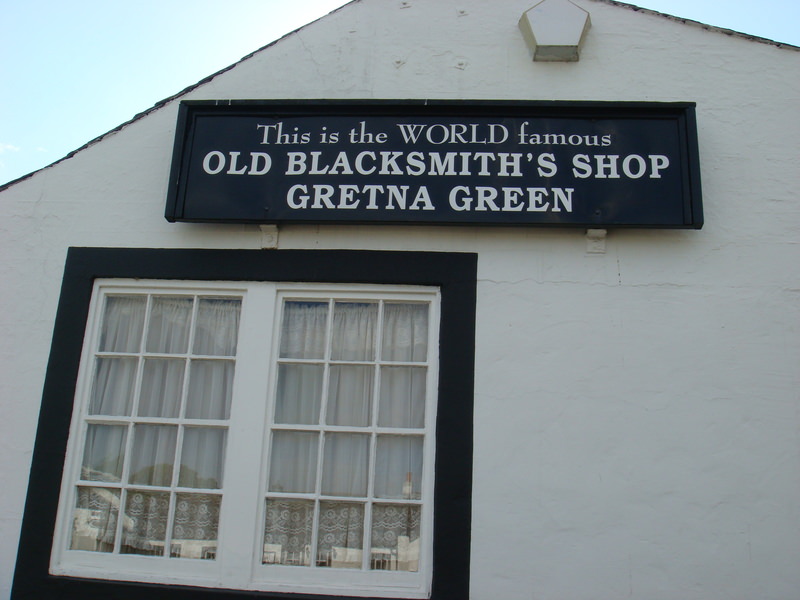 This is the WORLD famous
OLD BLACKSMITH'S SHOP
GRETNA GREEN